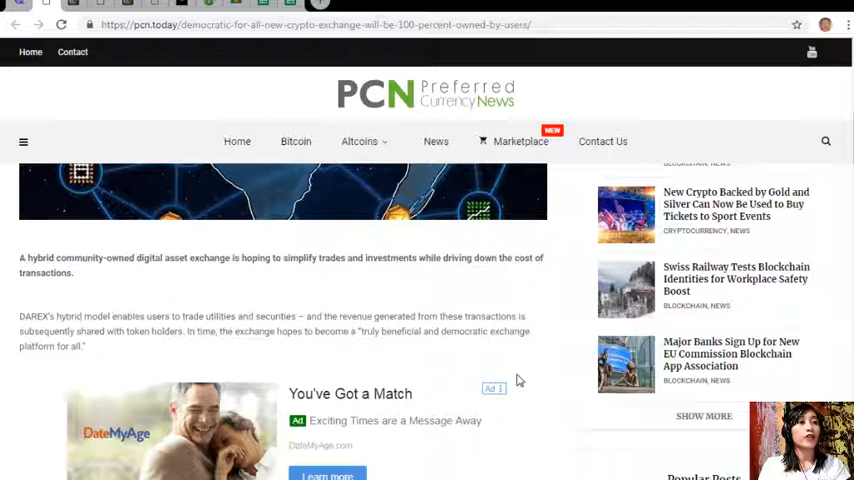 https://pcn.today/democratic-for-all-new-crypto-exchange-will-be-100-percent-owned-by-users/
Home Contact
PCN Preferred
Currency News
Home Bitcoin Altcoins News Marketplace NEW Contact Us
BLOCKCHAIN, NEWS
New Crypto Backed by Gold and
Silver Can Now Be Used to Buy
Tickets to Sport Events
CRYPTOCURRENCY, NEWS
A hybrid community-owned digital asset exchange is hoping to simplify trades and investments while driving down the cost of
transactions.
Swiss Railway Tests Blockchain
Identities for Workplace Safety
Boost
BLOCKCHAIN, NEWS
DAREX's hybrid model enables users to trade utilities and securities – and the revenue generated from these transactions is
subsequently shared with token holders. In time, the exchange hopes to become a "truly beneficial and democratic exchange
platform for all."
Major Banks Sign Up for New
EU Commission Blockchain
App Association
BLOCKCHAIN, NEWS
You've Got a Match
Ad
Ad Exciting Times are a Message Away
DateMyAge
DateMyAge.com
Learn more
SHOW MORE
Popular Posts